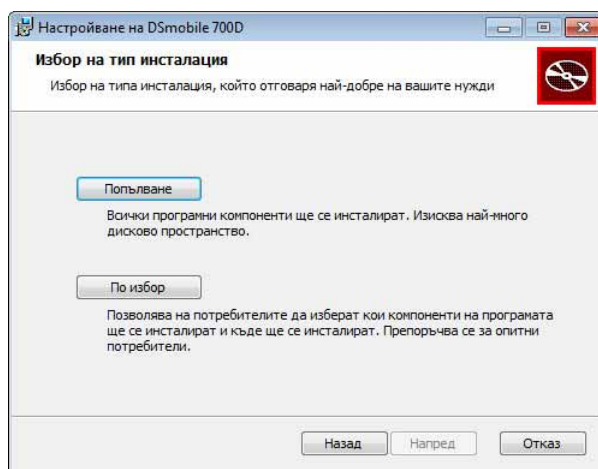 Настройване на DSmobile 700D
Избор на тип инсталация
Избор на типа инсталация, който отговаря най-добре на вашите нужди
Попълване
Всички програмни компоненти ще се инсталират. Изисква най-много
дисково пространство.
По избор
Позволява на потребителите да изберат кои компоненти на програмата
ще се инсталират и къде ще се инсталират. Препоръчва се за опитни
потребители.
Назад
Напред
Отказ